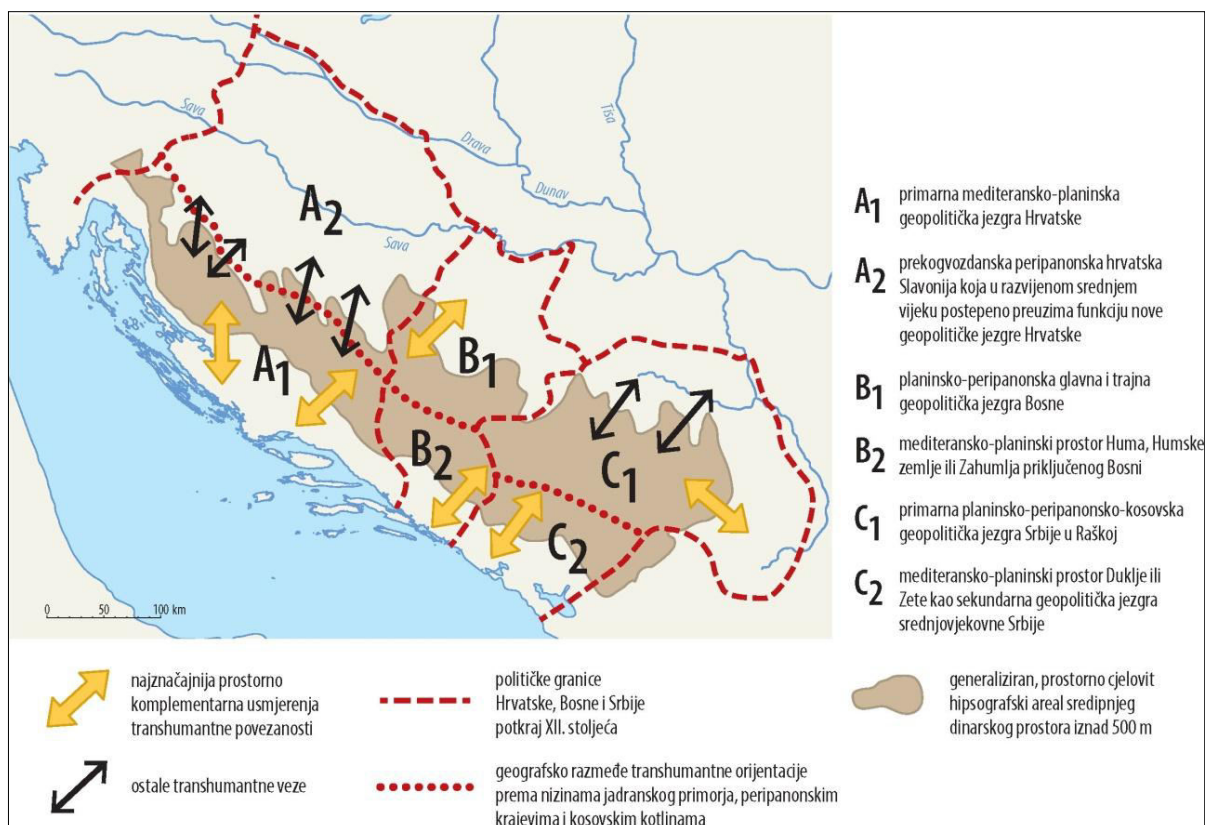 Sava
Drava
Tisa
Dunav
Sava
A2
A1
B1
B2
C1
C2
0 50 100 km
A1 primarna mediteransko-planinska
geopolitička jezgra Hrvatske
A2 prekogvozdanska peripanonska hrvatska
Slavonija koja u razvijenom srednjem
vijeku postepeno preuzima funkciju nove
geopolitičke jezgre Hrvatske
B1 planinsko-peripanonska glavna i trajna
geopolitička jezgra Bosne
B2 mediteransko-planinski prostor Huma, Humske
zemlje ili Zahumlja priključenog Bosni
C1 primarna planinsko-peripanonsko-kosovska
geopolitička jezgra Srbije u Raškoj
C2 mediteransko-planinski prostor Duklje ili
Zete kao sekundarna geopolitička jezgra
srednjovjekovne Srbije
najznačajnija prostorno
komplementarna usmjerenja
transhumantne povezanosti
ostale transhumantne veze
političke granice
Hrvatske, Bosne i Srbije
potkraj XII. stoljeća
geografsko razmeđe transhumantne orijentacije
prema nizinama jadranskog primorja, peripanonskim
krajevima i kosovskim kotlinama
generaliziran, prostorno cjelovit
hipsografski areal sredipnjeg
dinarskog prostora iznad 500 m